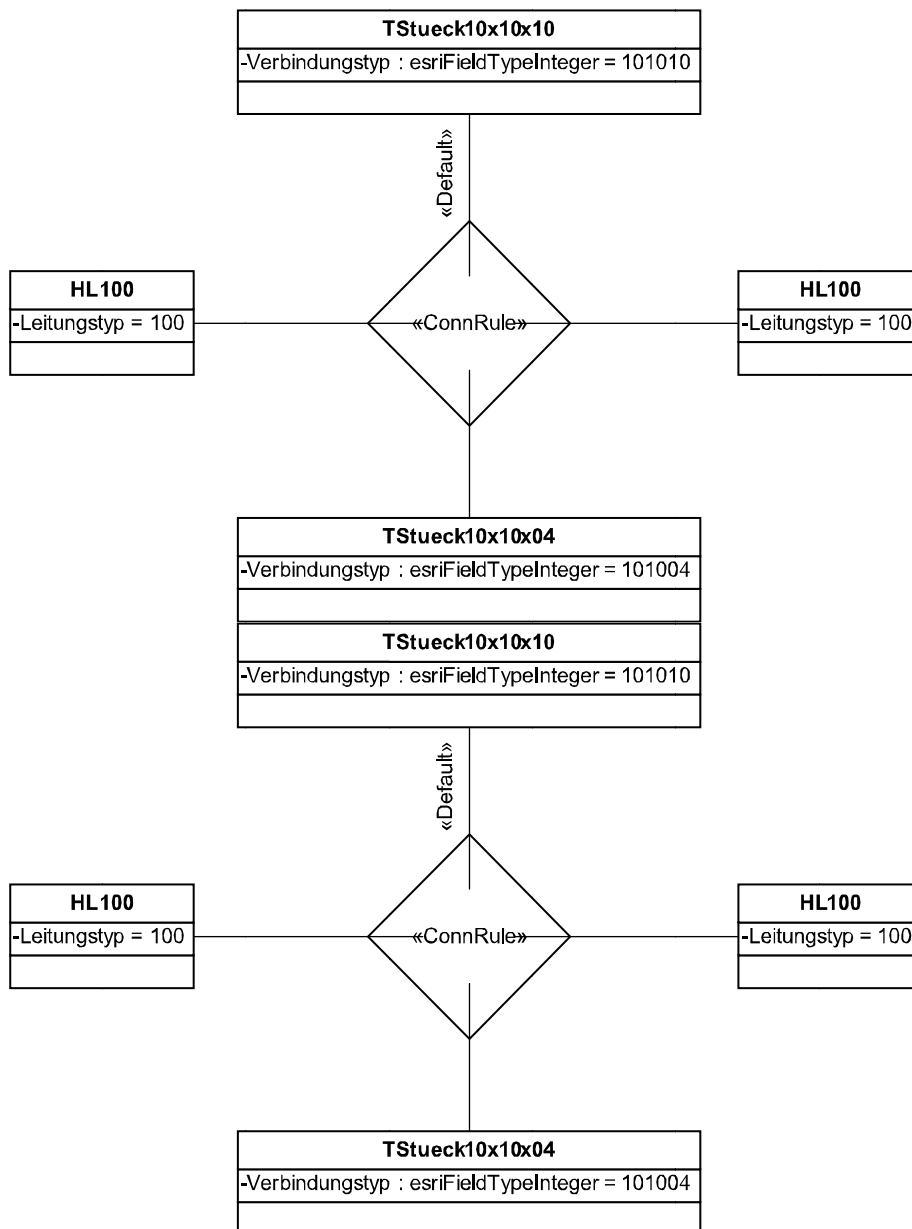 TStueck10x10x10
-Verbindungstyp : esriFieldTypeInteger = 101010
«Default»
HL100
-Leitungstyp = 100
«ConnRule»
HL100
-Leitungstyp = 100
TStueck10x10x04
-Verbindungstyp : esriFieldTypeInteger = 101004
TStueck10x10x10
-Verbindungstyp : esriFieldTypeInteger = 101010
«Default»
HL100
-Leitungstyp = 100
«ConnRule»
HL100
-Leitungstyp = 100
TStueck10x10x04
-Verbindungstyp : esriFieldTypeInteger = 101004